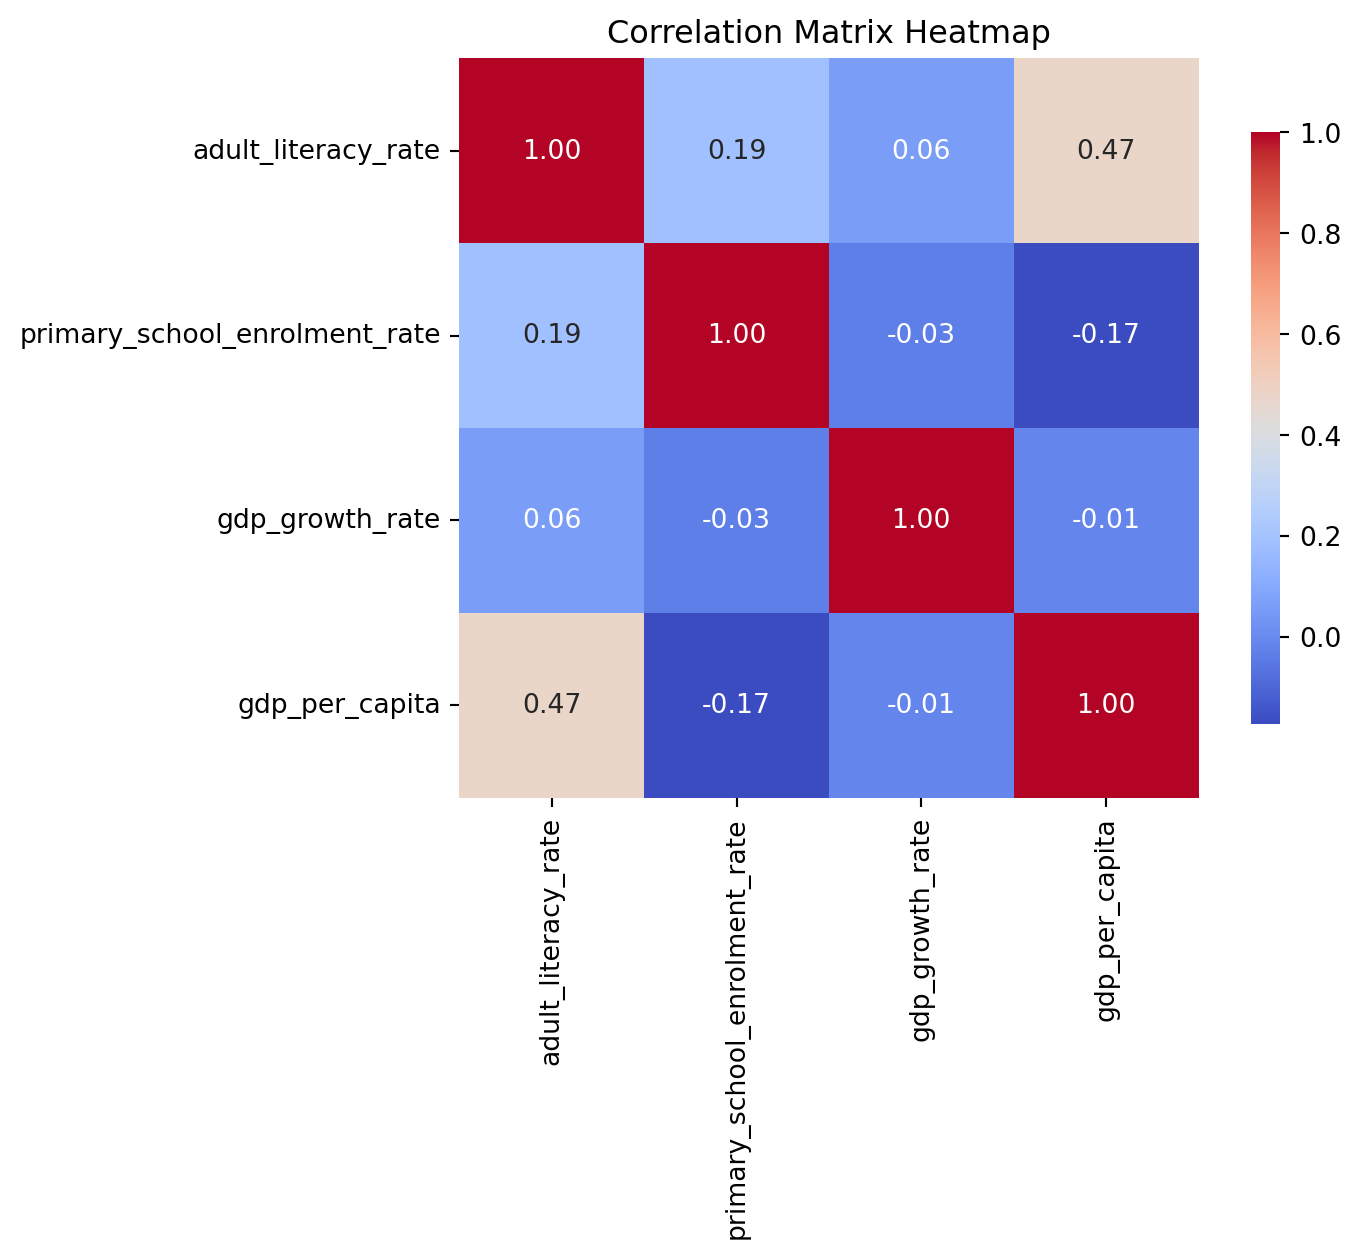 Correlation Matrix Heatmap
adult_literacy_rate
1.00 0.19 0.06 0.47
primary_school_enrolment_rate
0.19 1.00 -0.03 -0.17
gdp_growth_rate
0.06 -0.03 1.00 -0.01
gdp_per_capita
0.47 -0.17 -0.01 1.00
adult_literacy_rate
primary_school_enrolment_rate
gdp_growth_rate
gdp_per_capita
1.0
0.8
0.6
0.4
0.2
0.0